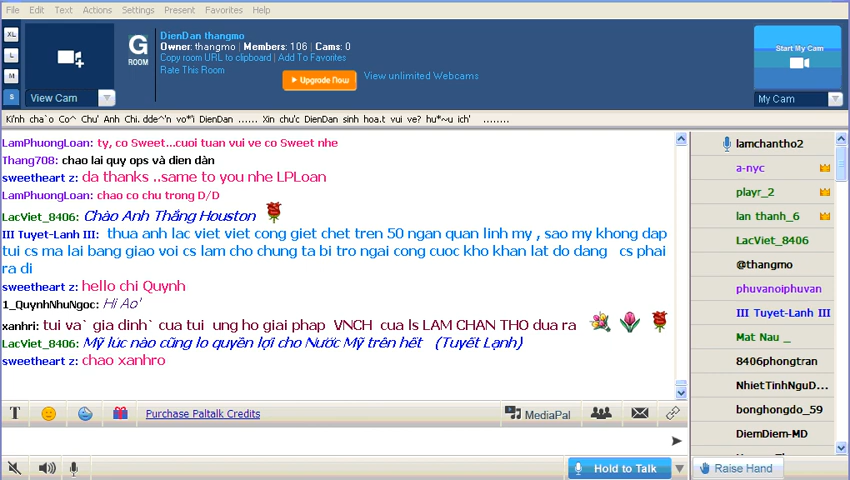 File Edit Text Actions Settings Present Favorites Help
XL
L
M
S
View Cam
G
ROOM
DienDan thangmo
Owner: thangmo | Members: 106 | Cams: 0
Copy room URL to clipboard | Add To Favorites
Rate This Room
Upgrade Now
View unlimited Webcams
Start My Cam
My Cam
Ki'nh cha`o Co^ Chu' Anh Chi. dde^'n vo*'i DienDan ...... Xin chu'c DienDan sinh hoa.t vui ve? hu*~u ich' ........
LamPhuongLoan: ty, co Sweet...cuoi tuan vui ve co Sweet nhe
Thang708: chao lai quy ops và dien dàn
sweetheart z: da thanks ..same to you nhe LPLoan
LamPhuongLoan: chao co chu trong D/D
LacViet_8406: Chào Anh Thắng Houston
III Tuyet-Lanh III: thua anh lac viet viet cong giet chet tren 50 ngan quan linh my , sao my khong dap
tui cs ma lai bang giao voi cs lam cho chung ta bi tro ngai cong cuoc kho khan lat do dang cs phai
ra di
sweetheart z: hello chi Quynh
1_QuynhNhuNgoc: Hi Ao'
xanhri: tui va` gia dinh` cua tui ung ho giai phap VNCH cua ls LAM CHAN THO dua ra
LacViet_8406: Mỹ lúc nào cũng lo quyền lợi cho Nước Mỹ trên hết (Tuyết Lạnh)
sweetheart z: chao xanhro
T
Purchase Paltalk Credits
MediaPal
Hold to Talk
lamchantho2
a-nyc
playr_2
lan thanh_6
LacViet_8406
@thangmo
phuvanoiphuvan
III Tuyet-Lanh III
Mat Nau _
8406phongtran
NhietTinhNguD...
bonghongdo_59
DiemDiem-MD
Raise Hand